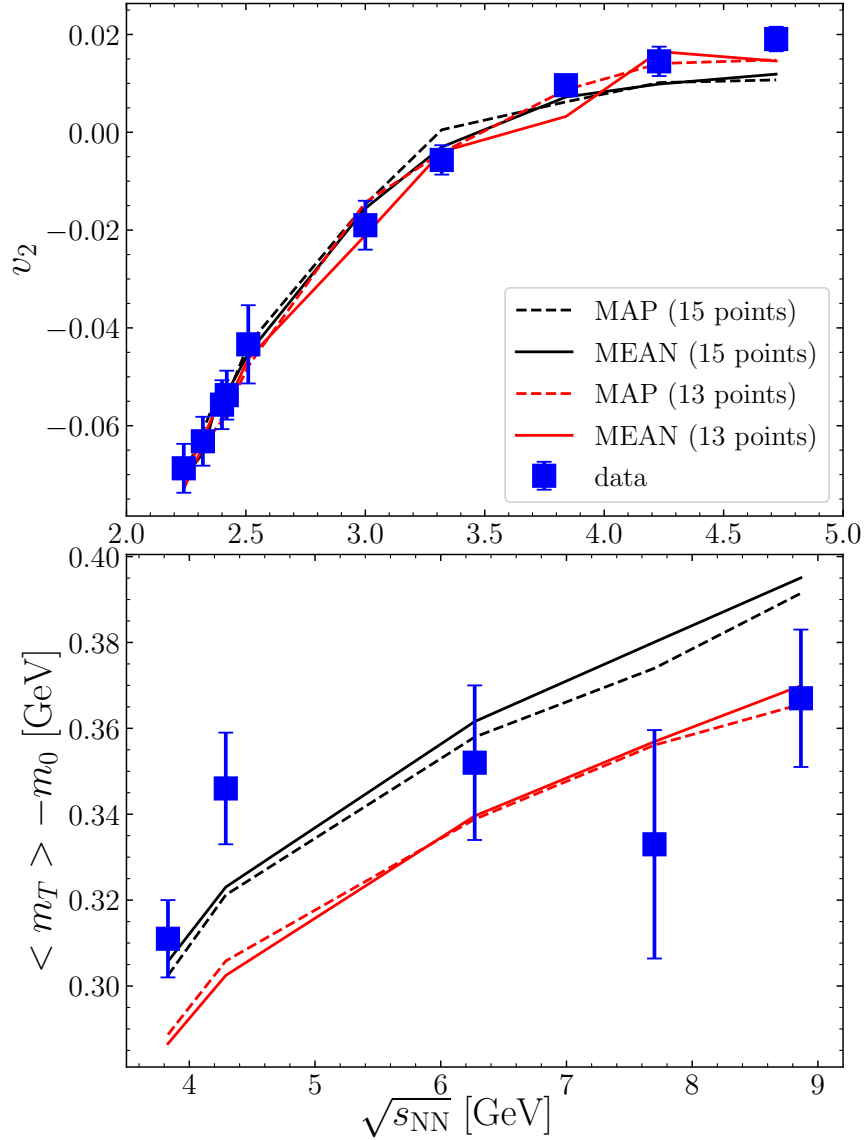 0.02
0.00
−0.02
−0.04
−0.06
v₂
MAP (15 points)
MEAN (15 points)
MAP (13 points)
MEAN (13 points)
data
2.0 2.5 3.0 3.5 4.0 4.5 5.0
0.40
0.38
0.36
0.34
0.32
0.30
< m_T > −m₀ [GeV]
4 5 6 7 8 9
√s_NN [GeV]